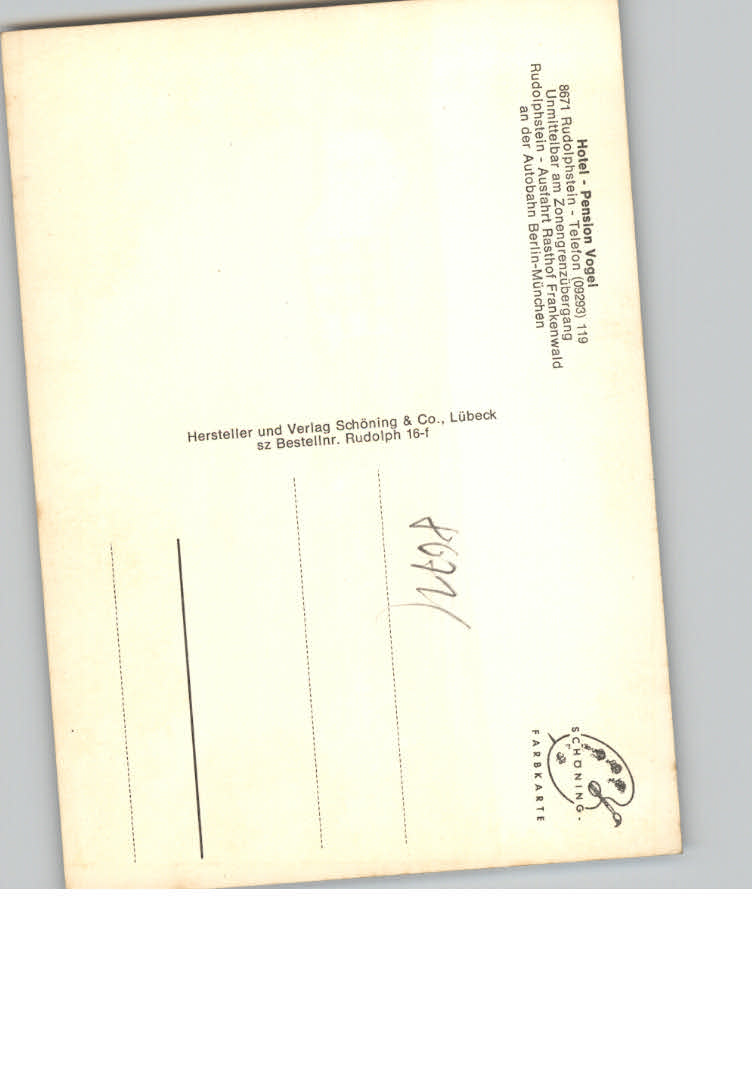 Hotel - Pension Vogel
8671 Rudolphstein - Telefon (09293) 119
Unmittelbar am Zonengrenzübergang
Rudolphstein - Ausfahrt Rasthof Frankenwald
an der Autobahn Berlin-München
Hersteller und Verlag Schöning & Co., Lübeck
sz Bestellnr. Rudolph 16-f
8671
SCHÖNING-
FARBKARTE